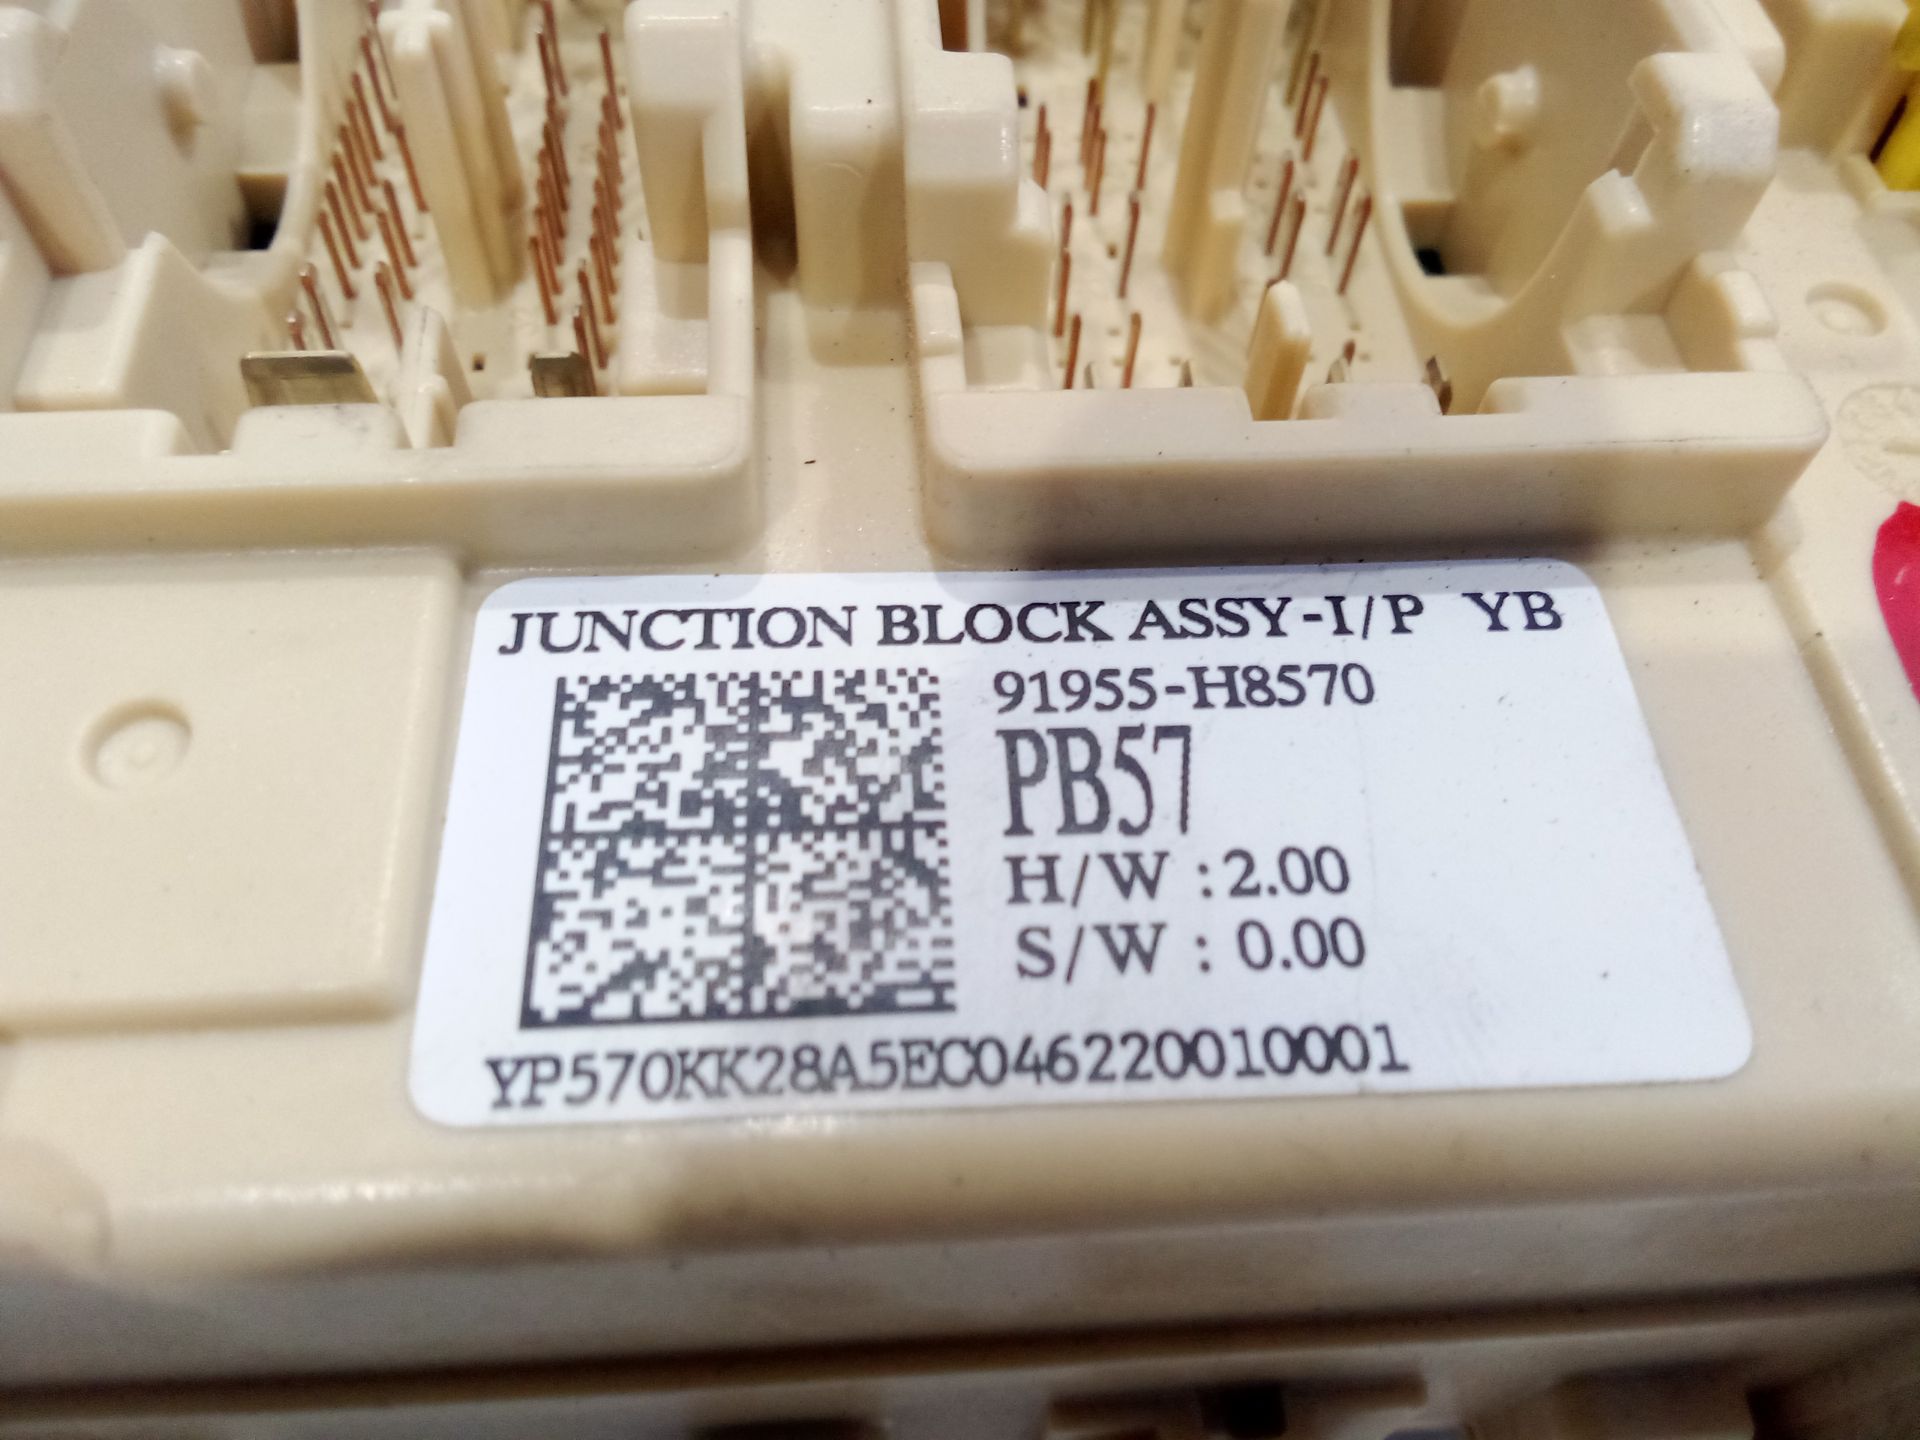 JUNCTION BLOCK ASSY-I/P YB
91955-H8570
PB57
H/W :2.00
S/W : 0.00
YP570KK28A5EC046220010001